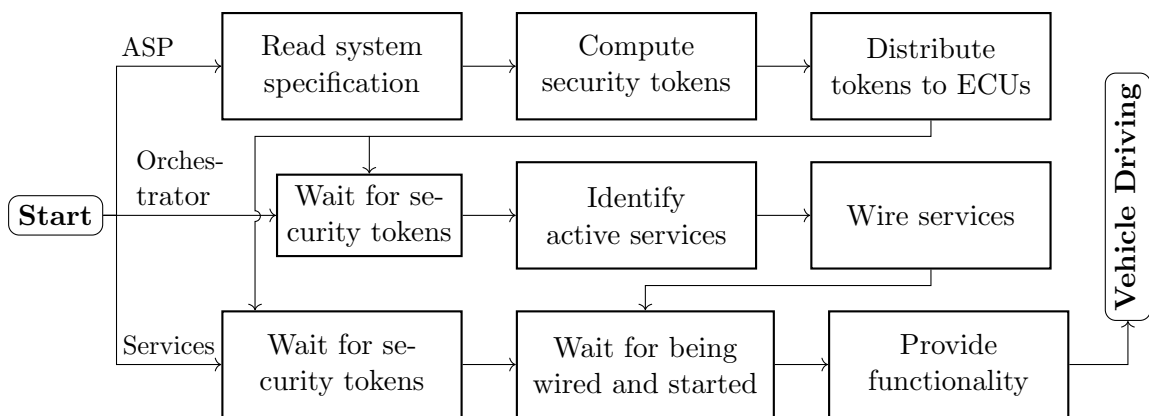 ASP
Read system
specification
Compute
security tokens
Distribute
tokens to ECUs
Orches-
trator
Start
Wait for se-
curity tokens
Identify
active services
Wire services
Vehicle Driving
Services
Wait for se-
curity tokens
Wait for being
wired and started
Provide
functionality